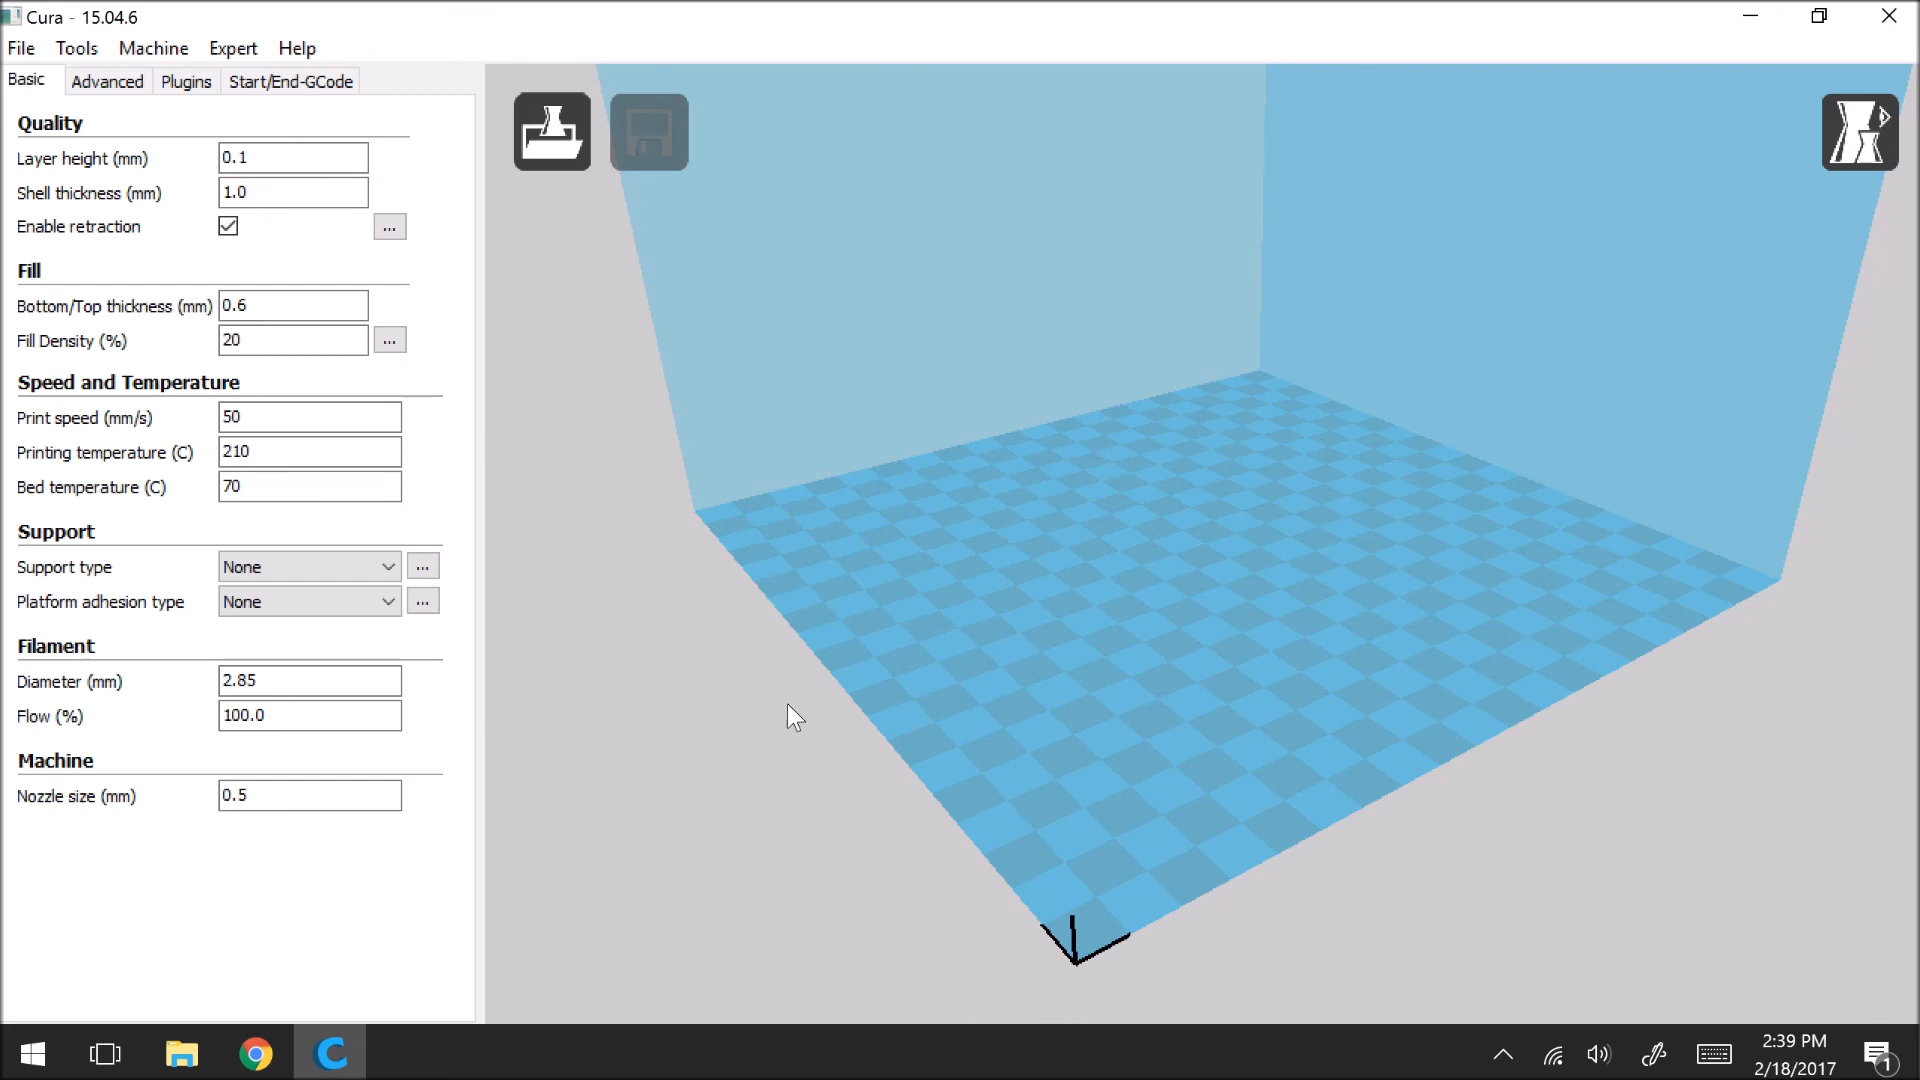 Cura - 15.04.6
File Tools Machine Expert Help
Basic Advanced Plugins Start/End-GCode
Quality
Layer height (mm) 0.1
Shell thickness (mm) 1.0
Enable retraction ...
Fill
Bottom/Top thickness (mm) 0.6
Fill Density (%) 20 ...
Speed and Temperature
Print speed (mm/s) 50
Printing temperature (C) 210
Bed temperature (C) 70
Support
Support type None ...
Platform adhesion type None ...
Filament
Diameter (mm) 2.85
Flow (%) 100.0
Machine
Nozzle size (mm) 0.5
2:39 PM
2/18/2017
1